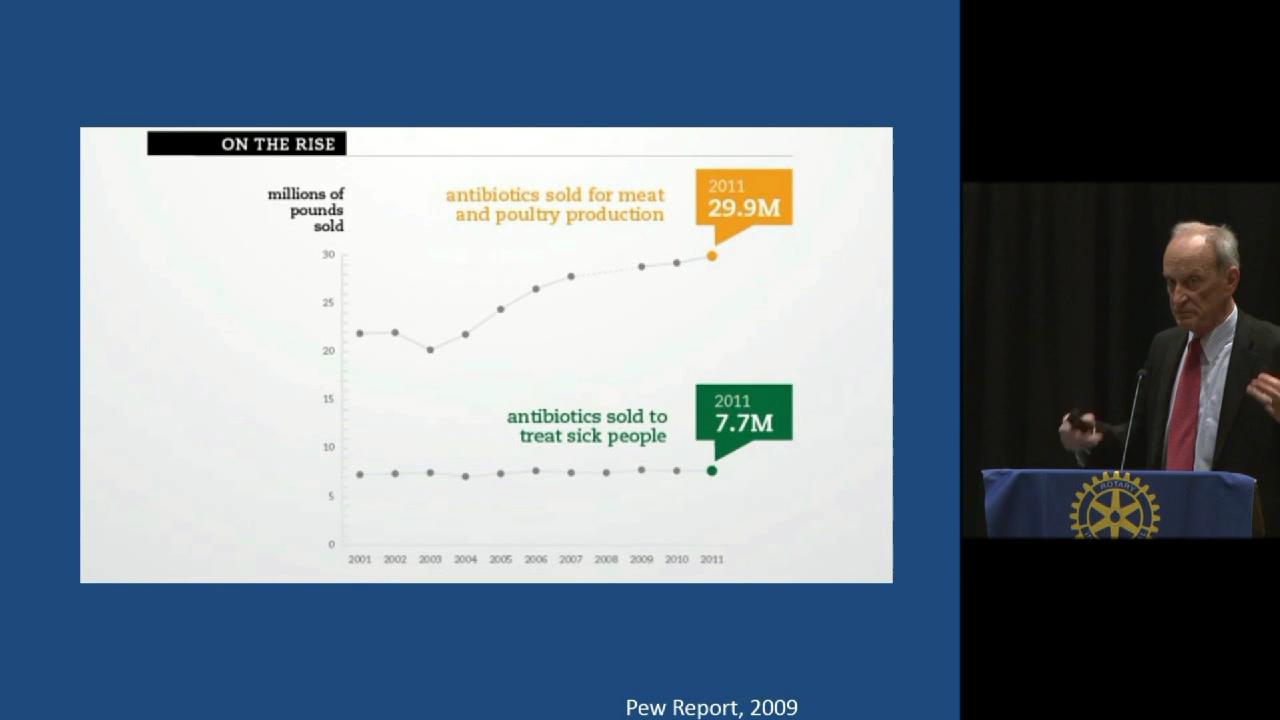 ON THE RISE
millions of
pounds
sold
antibiotics sold for meat
and poultry production
2011
29.9M
30
25
20
15
10
5
0
antibiotics sold to
treat sick people
2011
7.7M
2001 2002 2003 2004 2005 2006 2007 2008 2009 2010 2011
Pew Report, 2009
ROTARY